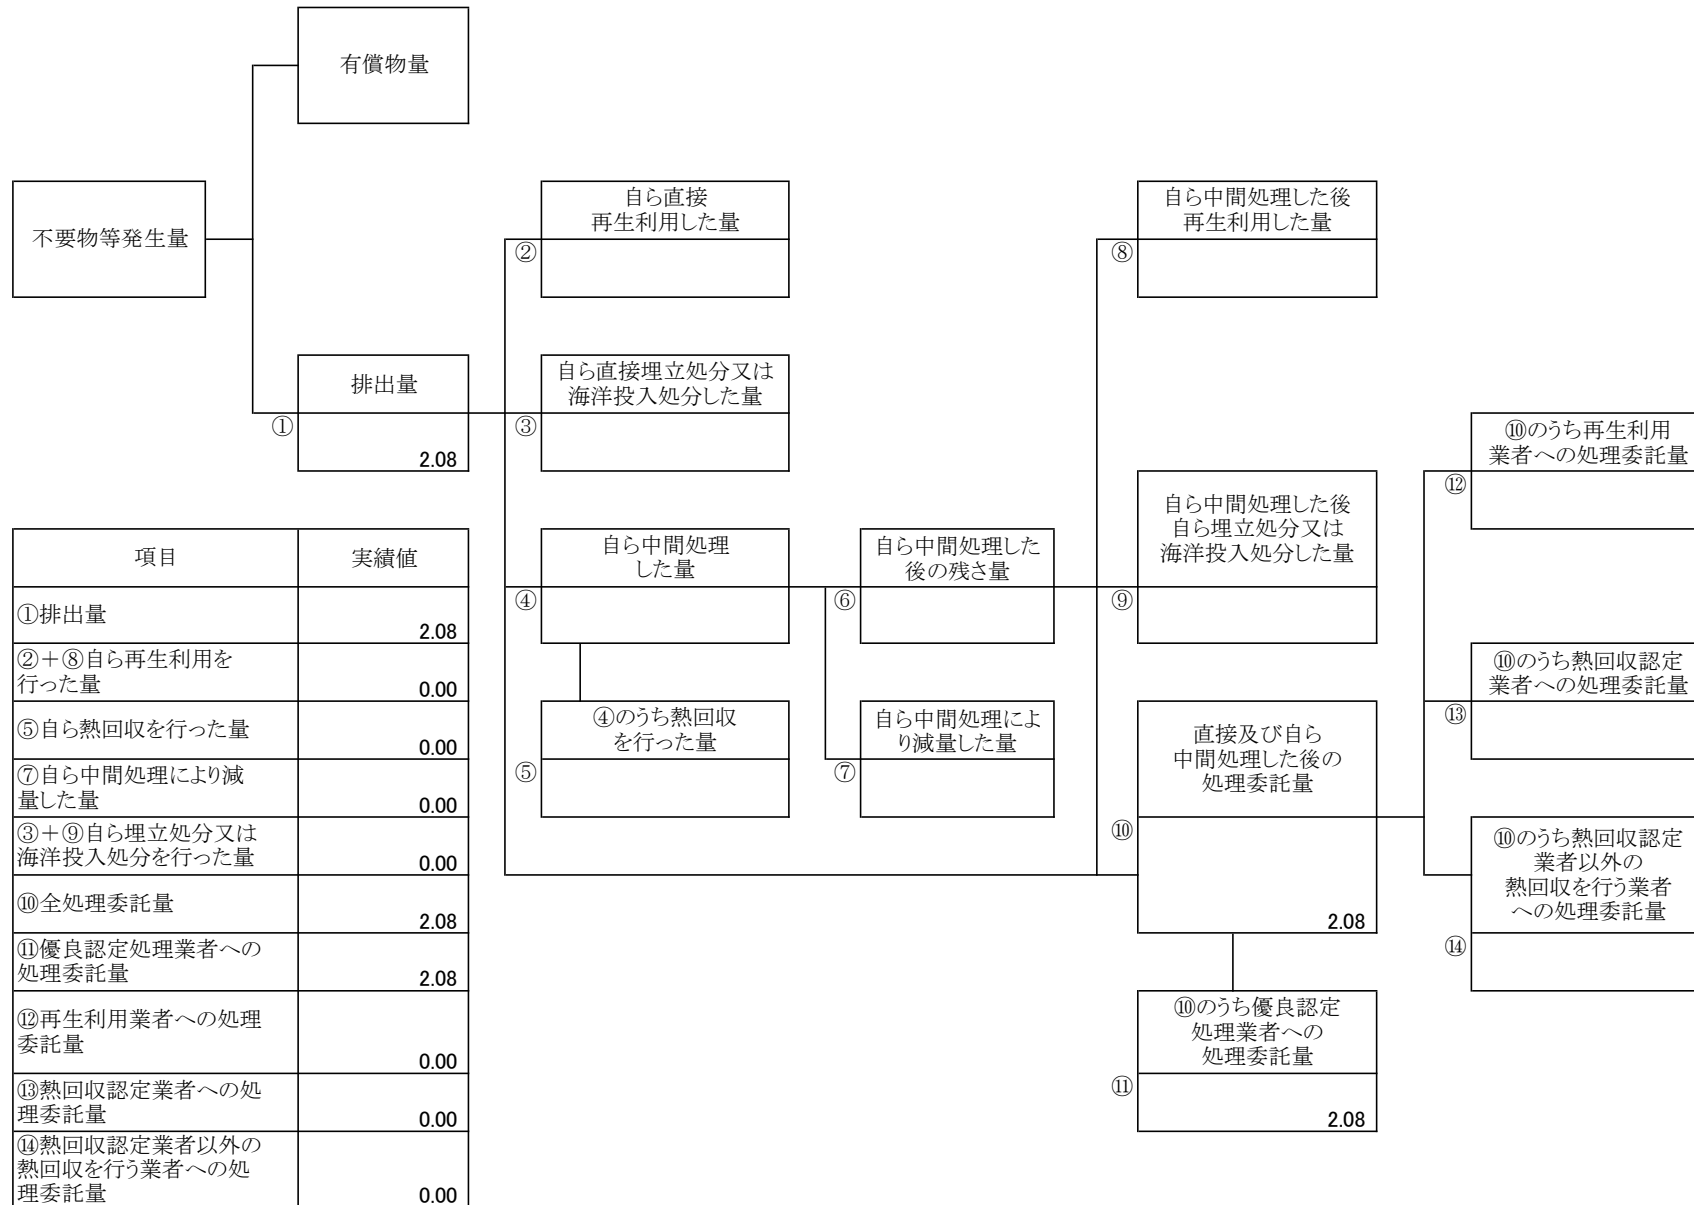 有償物量
不要物等発生量
自ら直接
再生利用した量
②
自ら中間処理した後
再生利用した量
⑧
排出量
①
2.08
自ら直接埋立処分又は
海洋投入処分した量
③
⑩のうち再生利用
業者への処理委託量
⑫
自ら中間処理した後
自ら埋立処分又は
海洋投入処分した量
⑨
自ら中間処理
した量
④
自ら中間処理した
後の残さ量
⑥
⑩のうち熱回収認定
業者への処理委託量
⑬
④のうち熱回収
を行った量
⑤
自ら中間処理によ
り減量した量
⑦
直接及び自ら
中間処理した後の
処理委託量
⑩
2.08
⑩のうち熱回収認定
業者以外の
熱回収を行う業者
への処理委託量
⑭
⑩のうち優良認定
処理業者への
処理委託量
⑪
2.08
項目
実績値
①排出量
2.08
②+⑧自ら再生利用を
行った量
0.00
⑤自ら熱回収を行った量
0.00
⑦自ら中間処理により減
量した量
0.00
③+⑨自ら埋立処分又は
海洋投入処分を行った量
0.00
⑩全処理委託量
2.08
⑪優良認定処理業者への
処理委託量
2.08
⑫再生利用業者への処理
委託量
0.00
⑬熱回収認定業者への処
理委託量
0.00
⑭熱回収認定業者以外の
熱回収を行う業者への処
理委託量
0.00